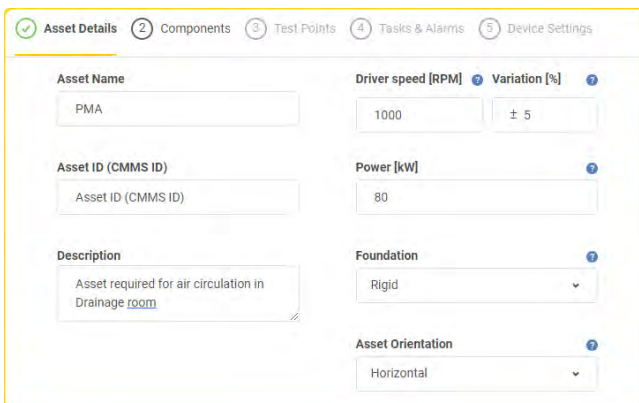 Asset Details 2 Components 3 Test Points 4 Tasks & Alarms 5 Device Settings
Asset Name
PMA
Driver speed [RPM] ? Variation [%] ?
1000 ± 5
Asset ID (CMMS ID)
Asset ID (CMMS ID)
Power [kW] ?
80
Description
Asset required for air circulation in
Drainage room
Foundation ?
Rigid
Asset Orientation ?
Horizontal